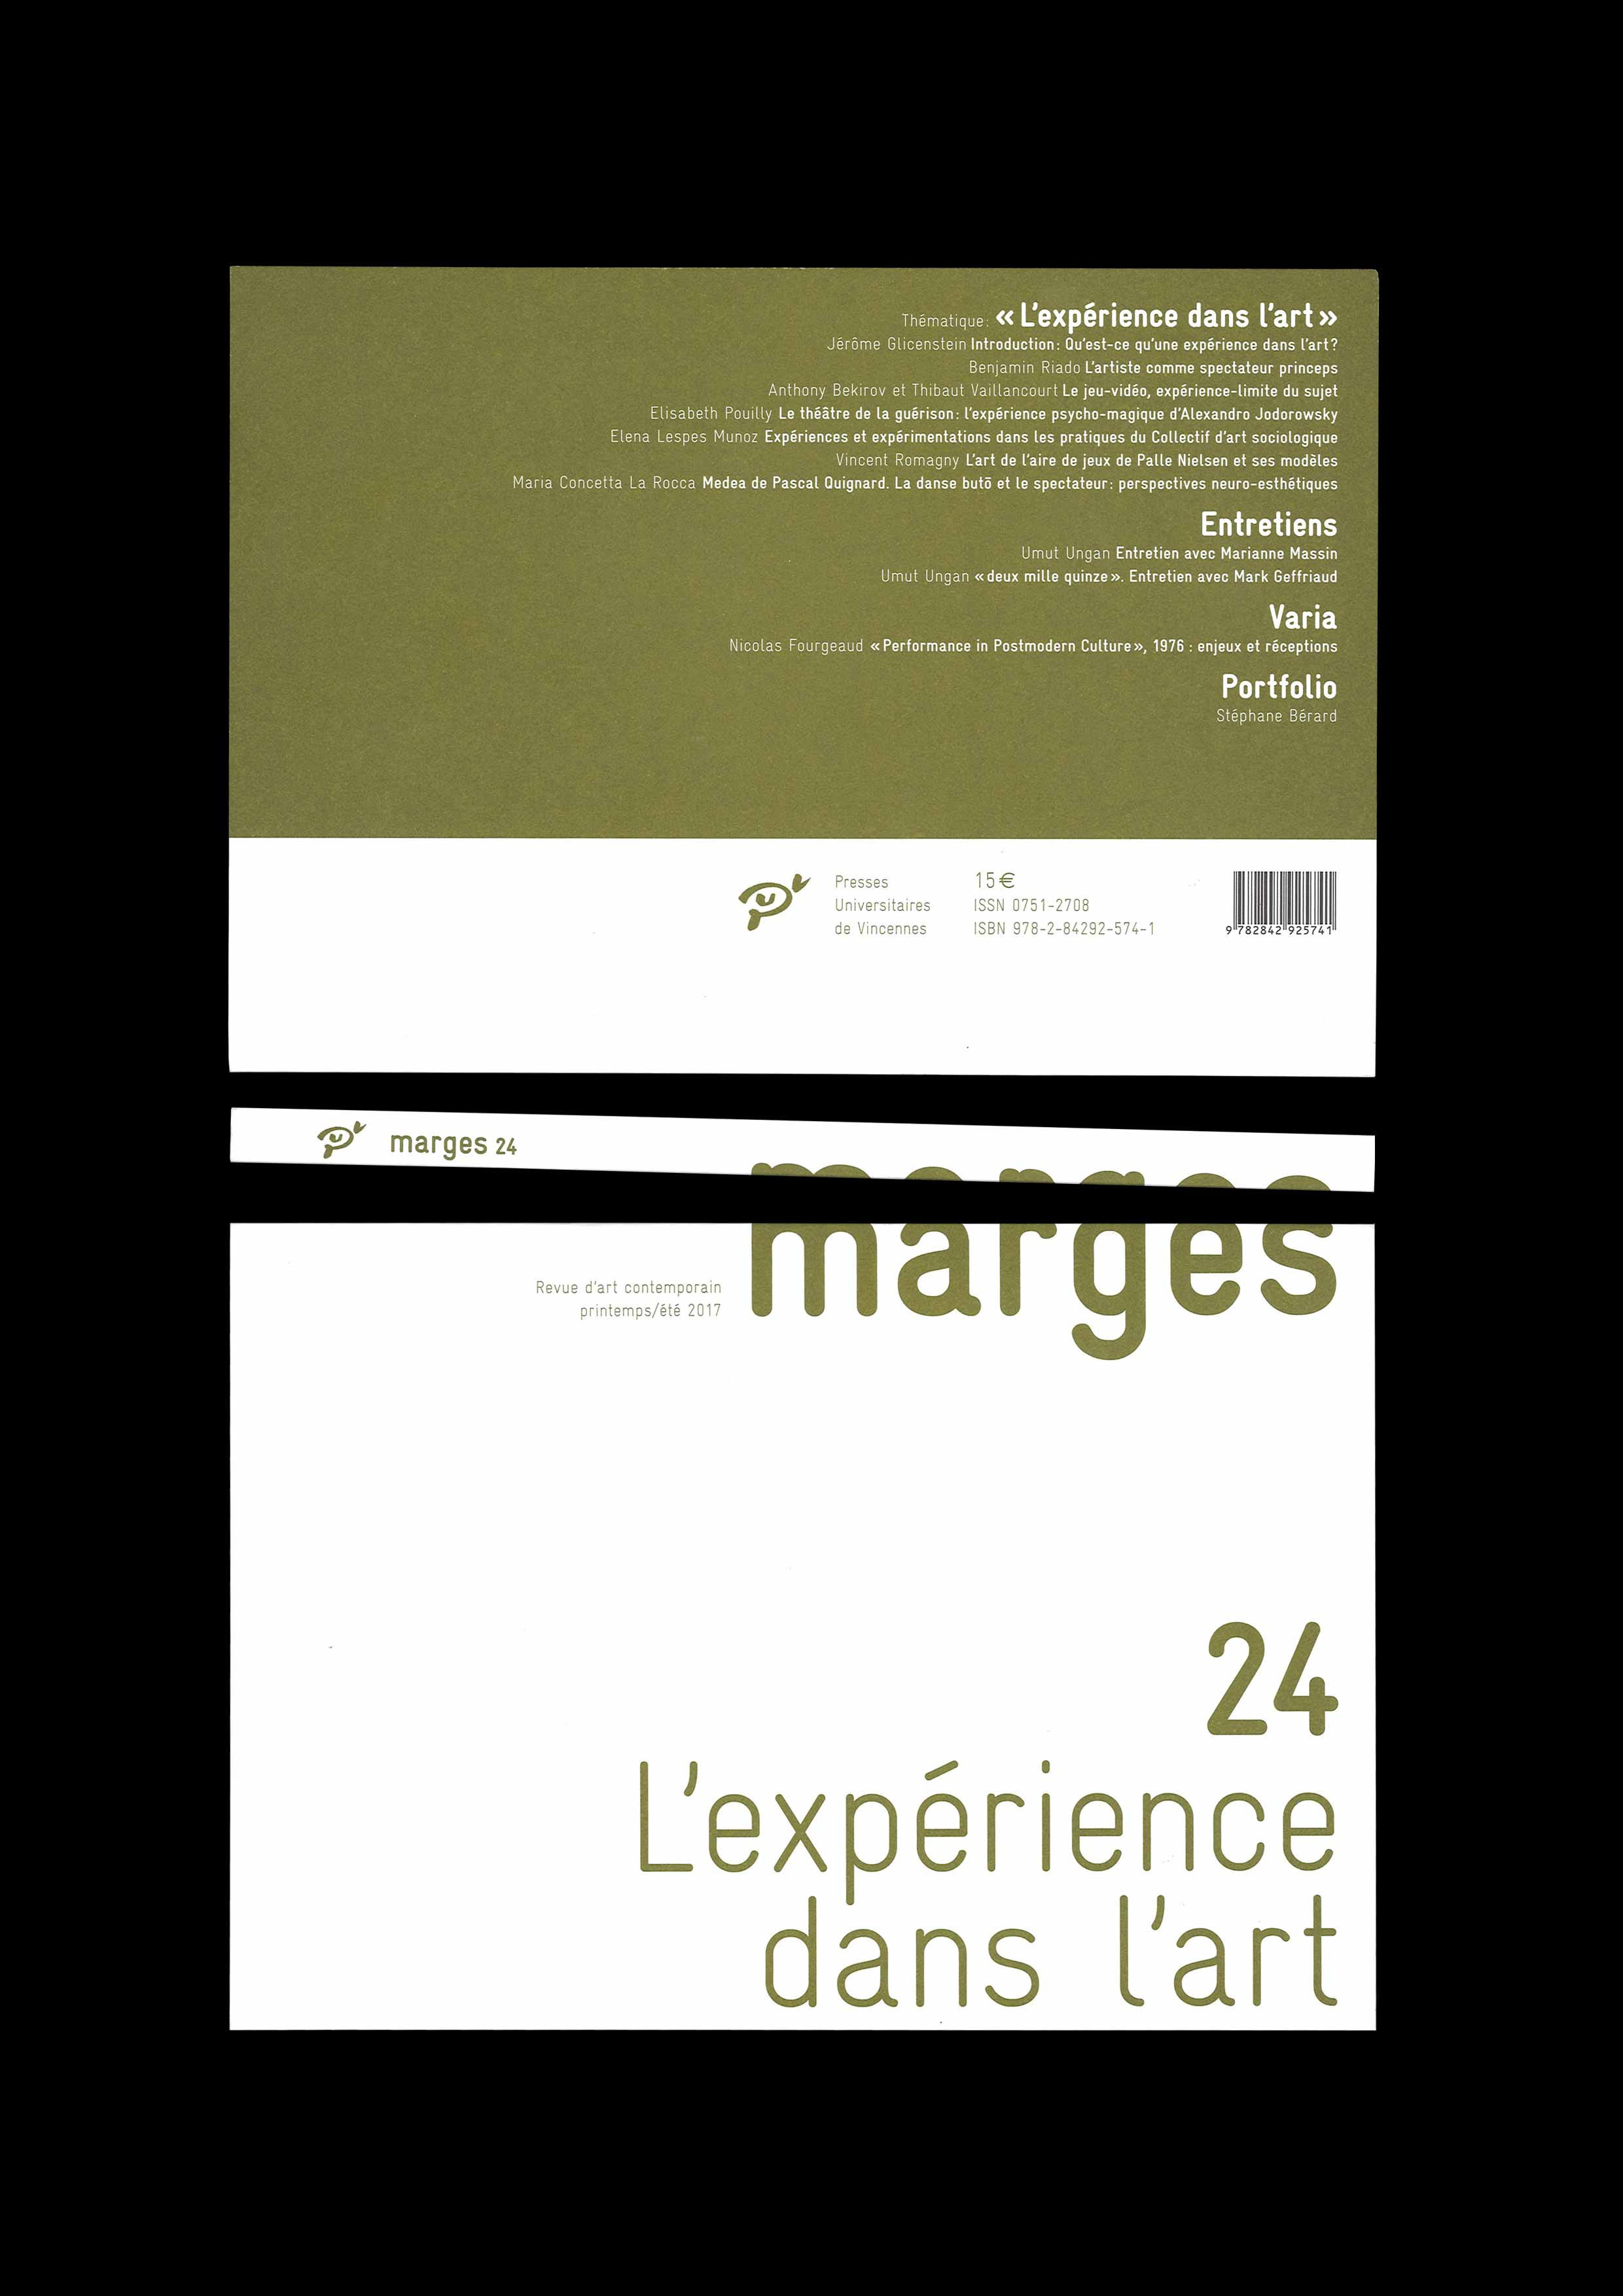 Thématique: « L'expérience dans l'art »
Jérôme Glicenstein Introduction: Qu'est-ce qu'une expérience dans l'art?
Benjamin Riado L'artiste comme spectateur princeps
Anthony Bekirov et Thibaut Vaillancourt Le jeu-vidéo, expérience-limite du sujet
Elisabeth Pouilly Le théâtre de la guérison: l'expérience psycho-magique d'Alexandro Jodorowsky
Elena Lespes Munoz Expériences et expérimentations dans les pratiques du Collectif d'art sociologique
Vincent Romagny L'art de l'aire de jeux de Palle Nielsen et ses modèles
Maria Concetta La Rocca Medea de Pascal Quignard. La danse butō et le spectateur: perspectives neuro-esthétiques
Entretiens
Umut Ungan Entretien avec Marianne Massin
Umut Ungan « deux mille quinze ». Entretien avec Mark Geffriaud
Varia
Nicolas Fourgeaud « Performance in Postmodern Culture », 1976 : enjeux et réceptions
Portfolio
Stéphane Bérard
Presses
Universitaires
de Vincennes
15 €
ISSN 0751-2708
ISBN 978-2-84292-574-1
9 782842 925741
marges 24
marges
Revue d'art contemporain
printemps/été 2017
24
L'expérience
dans l'art